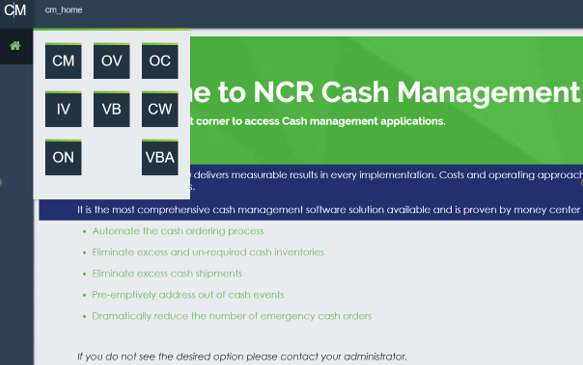 CM
cm_home
CM OV OC
IV VB CW
ON VBA
e to NCR Cash Management
t corner to access Cash management applications.
delivers measurable results in every implementation. Costs and operating approach
s.
It is the most comprehensive cash management software solution available and is proven by money center
• Automate the cash ordering process
• Eliminate excess and un-required cash inventories
• Eliminate excess cash shipments
• Pre-emptively address out of cash events
• Dramatically reduce the number of emergency cash orders
If you do not see the desired option please contact your administrator.